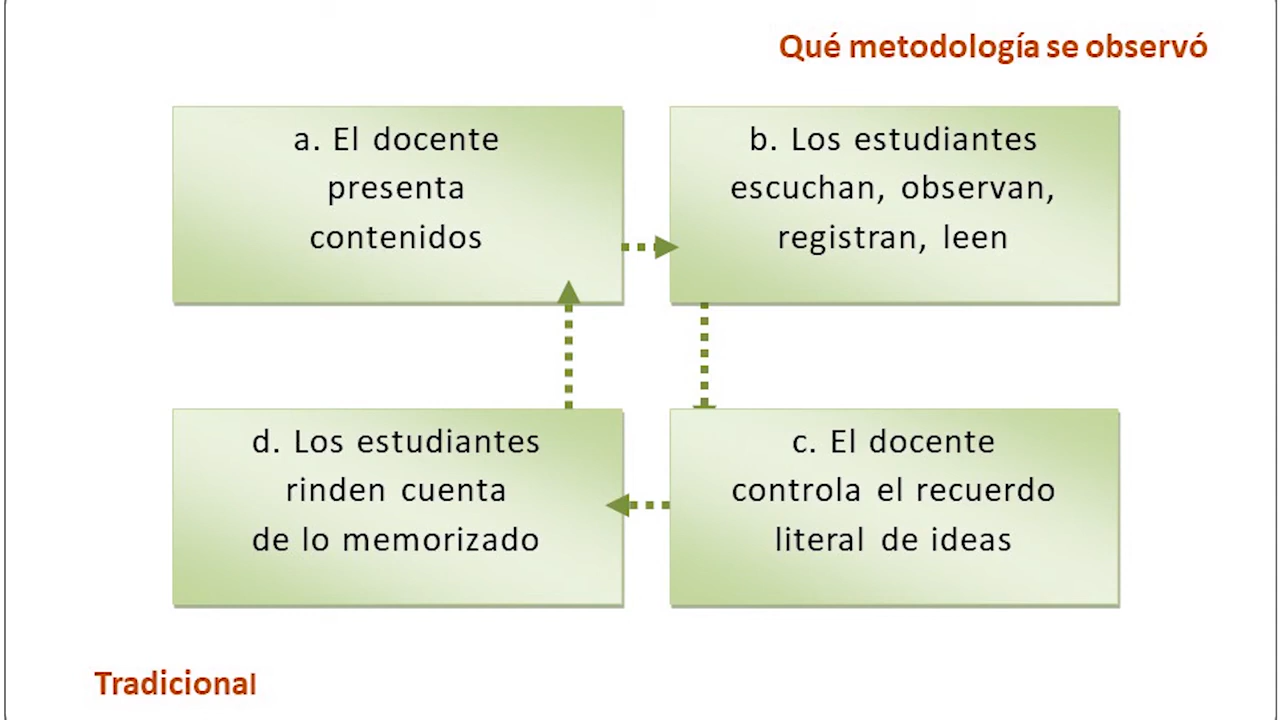 Qué metodología se observó
a. El docente
presenta
contenidos
b. Los estudiantes
escuchan, observan,
registran, leen
d. Los estudiantes
rinden cuenta
de lo memorizado
c. El docente
controla el recuerdo
literal de ideas
Tradicional